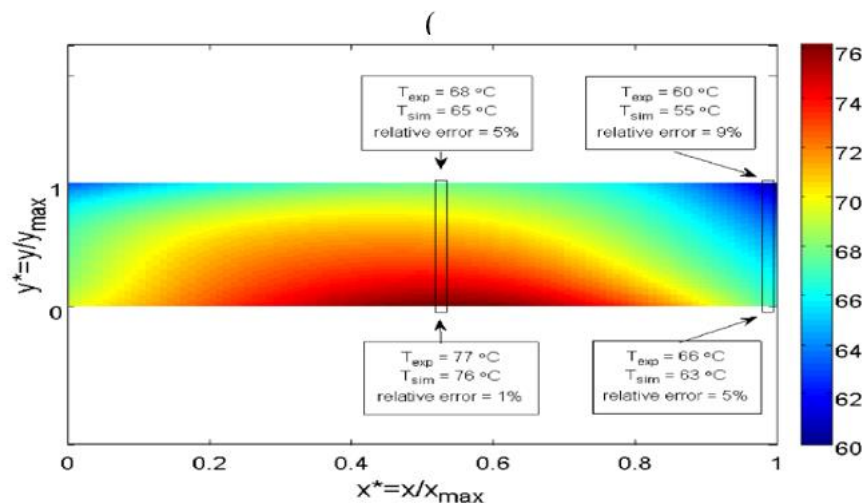 (
T_exp = 68 °C
T_sim = 65 °C
relative error = 5%
T_exp = 60 °C
T_sim = 55 °C
relative error = 9%
76
74
72
70
68
66
64
62
60
1
0
y*=y/y_max
T_exp = 77 °C
T_sim = 76 °C
relative error = 1%
T_exp = 66 °C
T_sim = 63 °C
relative error = 5%
0
0.2
0.4
0.6
0.8
1
x*=x/x_max